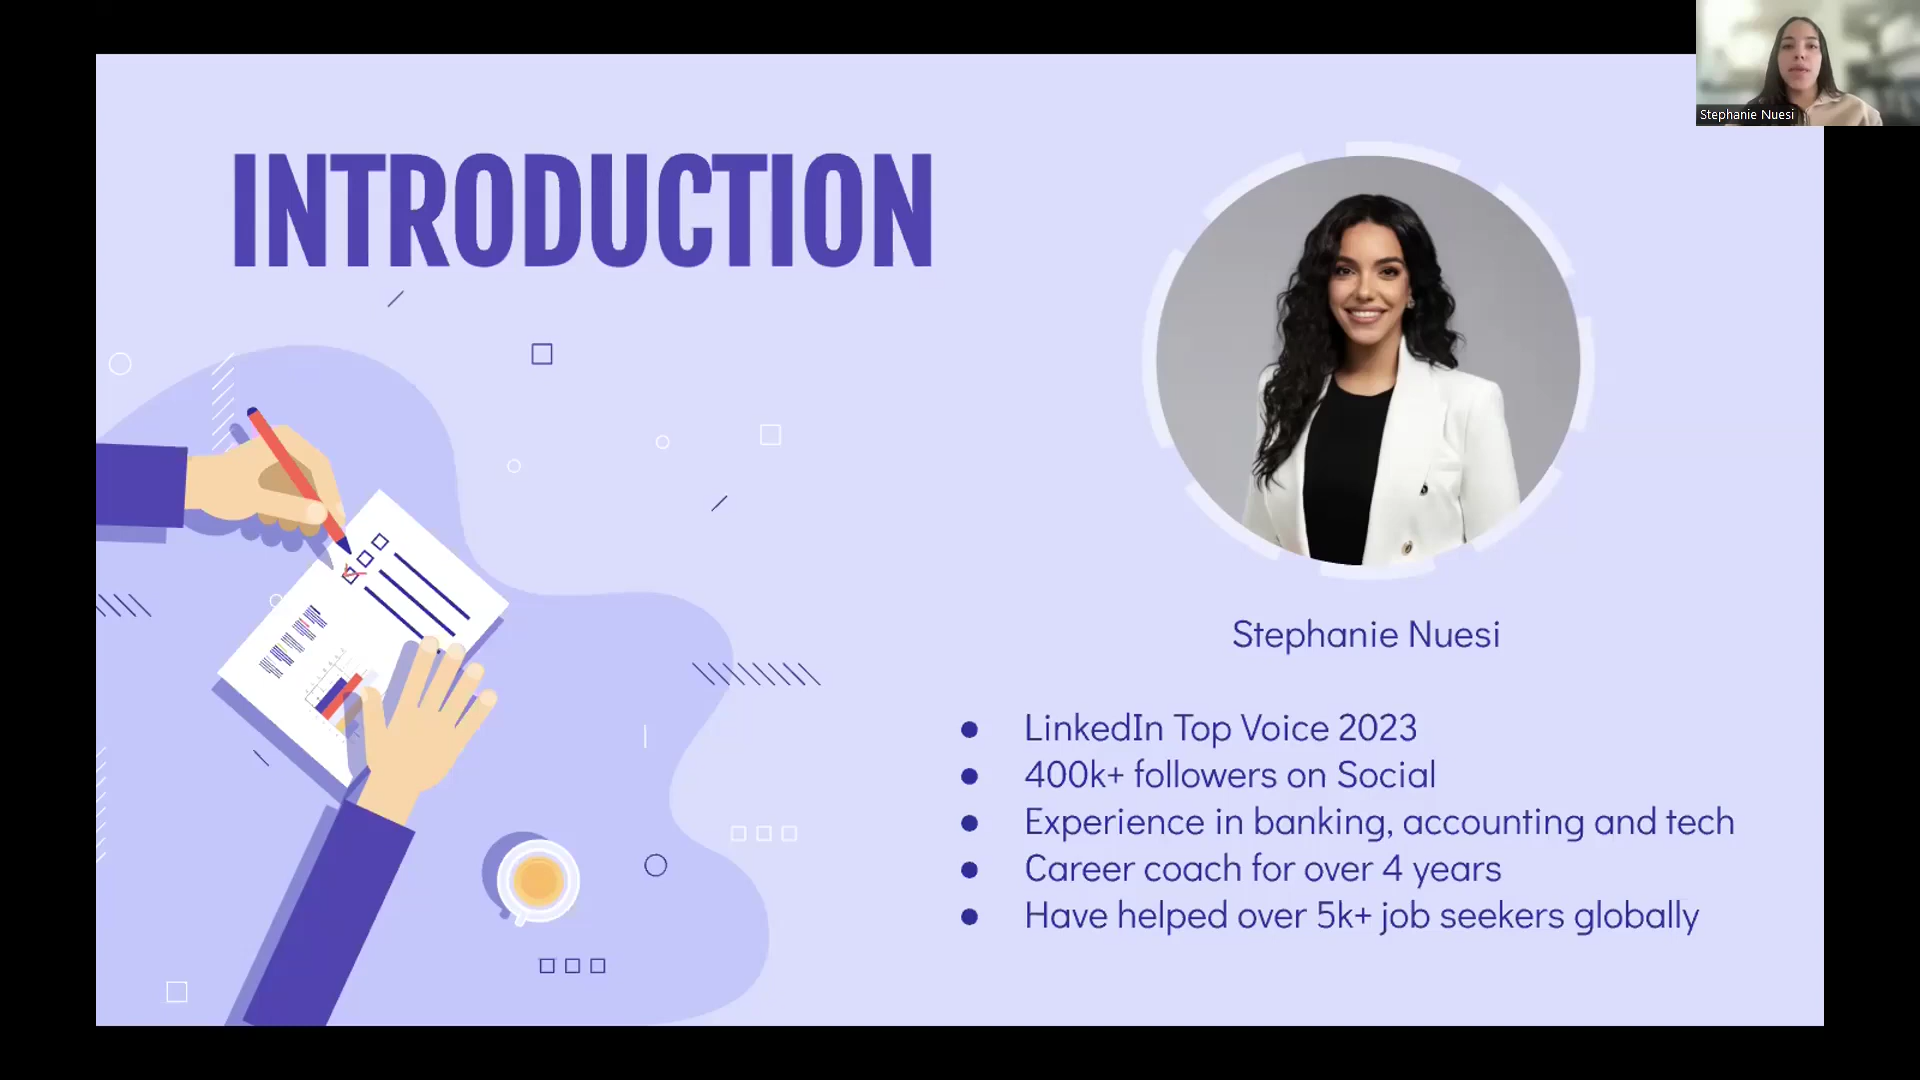 Stephanie Nuesi
INTRODUCTION
Stephanie Nuesi
LinkedIn Top Voice 2023
400k+ followers on Social
Experience in banking, accounting and tech
Career coach for over 4 years
Have helped over 5k+ job seekers globally